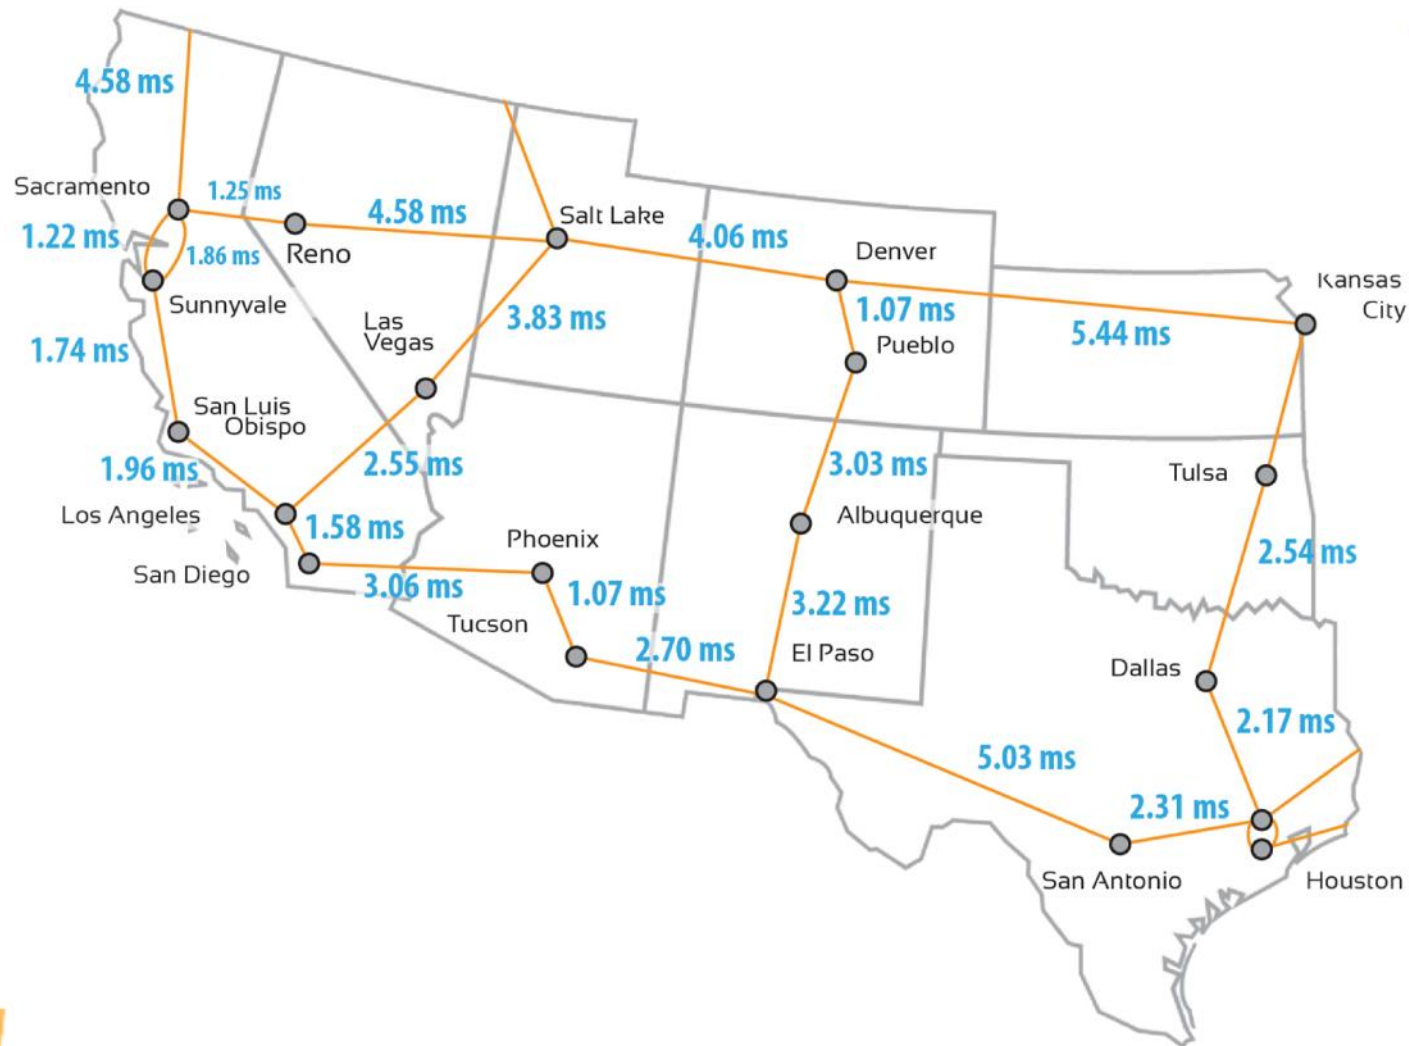 4.58 ms
Sacramento
1.25 ms
4.58 ms
Salt Lake
1.22 ms
4.06 ms
Denver
1.86 ms
Reno
Kansas
City
Sunnyvale
Las
Vegas
3.83 ms
1.07 ms
Pueblo
5.44 ms
1.74 ms
San Luis
Obispo
1.96 ms
2.55 ms
3.03 ms
Tulsa
Los Angeles
1.58 ms
Phoenix
Albuquerque
2.54 ms
San Diego
3.06 ms
1.07 ms
3.22 ms
Tucson
2.70 ms
El Paso
Dallas
2.17 ms
5.03 ms
2.31 ms
San Antonio
Houston